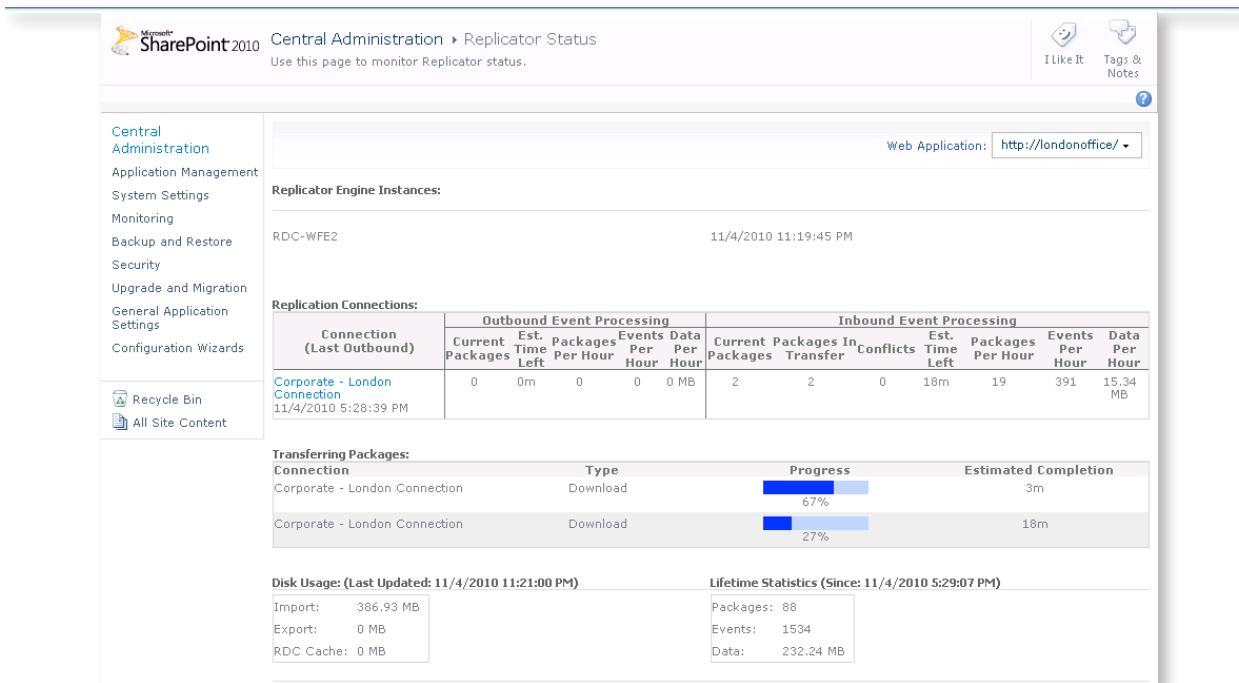 Microsoft®
SharePoint 2010 Central Administration ▸ Replicator Status
Use this page to monitor Replicator status.
I Like It
Tags & Notes
Central Administration
Application Management
System Settings
Monitoring
Backup and Restore
Security
Upgrade and Migration
General Application Settings
Configuration Wizards
Recycle Bin
All Site Content
Web Application: http://londonoffice/
Replicator Engine Instances:
RDC-WFE2 11/4/2010 11:19:45 PM
Replication Connections:
Connection (Last Outbound) Outbound Event Processing Inbound Event Processing
Current Packages Est. Time Left Packages Per Hour Events Per Hour Data Per Hour Current Packages Packages In Transfer Conflicts Est. Time Left Packages Per Hour Events Per Hour Data Per Hour
Corporate - London Connection 0 0m 0 0 0 MB 2 2 0 18m 19 391 15.34 MB
11/4/2010 5:28:39 PM
Transferring Packages:
Connection Type Progress Estimated Completion
Corporate - London Connection Download 67% 3m
Corporate - London Connection Download 27% 18m
Disk Usage: (Last Updated: 11/4/2010 11:21:00 PM)
Import: 386.93 MB
Export: 0 MB
RDC Cache: 0 MB
Lifetime Statistics (Since: 11/4/2010 5:29:07 PM)
Packages: 88
Events: 1534
Data: 232.24 MB